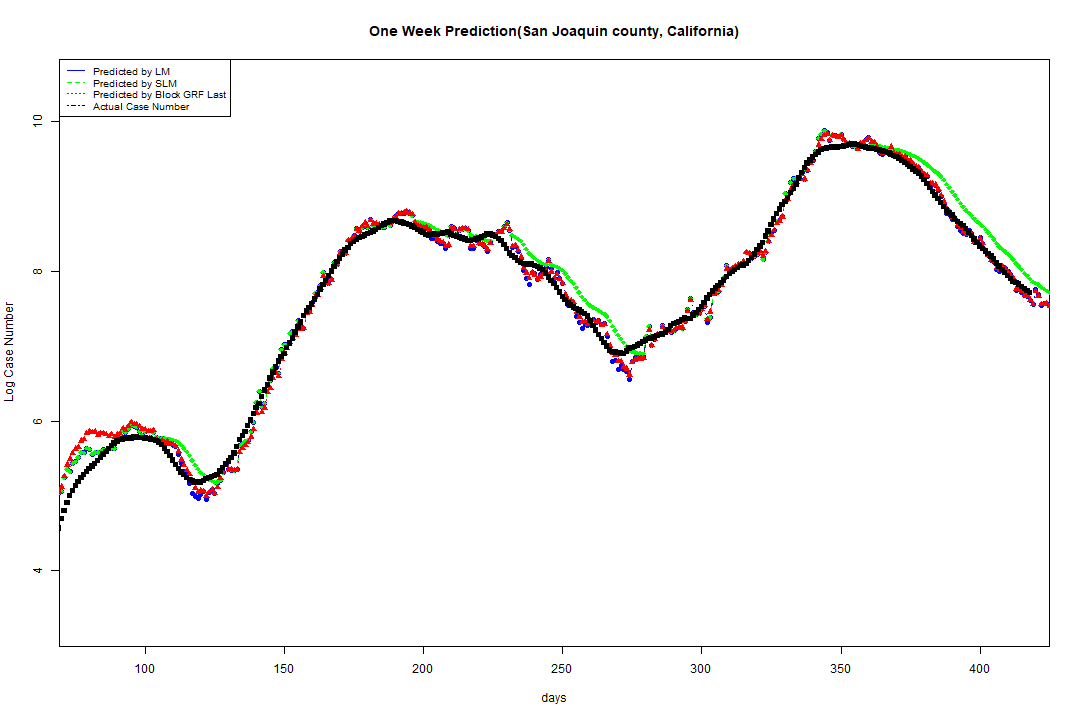 One Week Prediction(San Joaquin county, California)
Predicted by LM
Predicted by SLM
Predicted by Block GRF Last
Actual Case Number
10
8
6
4
Log Case Number
100 150 200 250 300 350 400
days